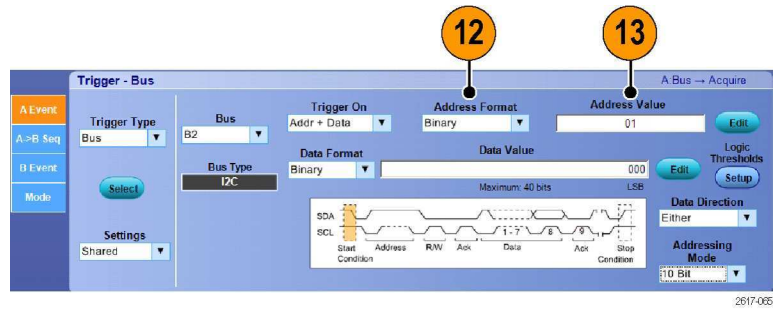 12 13
Trigger - Bus A:Bus → Acquire
A Event
A->B Seq
B Event
Mode
Trigger Type
Bus
Select
Settings
Shared
Bus
B2
Bus Type
I2C
Trigger On
Addr + Data
Address Format
Binary
Address Value
01
Edit
Data Format
Binary
Data Value
000
Maximum: 40 bits LSB
Edit
Logic
Thresholds
Setup
SDA
SCL
1 - 7 8 9
Start
Condition
Address R/W Ack Data Ack
Stop
Condition
Data Direction
Either
Addressing
Mode
10 Bit
2617-065